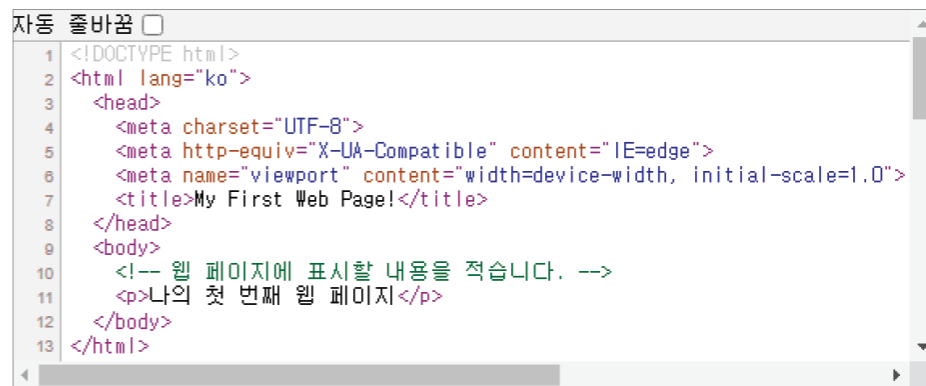 자동 줄바꿈
1 <!DOCTYPE html>
2 <html lang="ko">
3 <head>
4 <meta charset="UTF-8">
5 <meta http-equiv="X-UA-Compatible" content="IE=edge">
6 <meta name="viewport" content="width=device-width, initial-scale=1.0">
7 <title>My First Web Page!</title>
8 </head>
9 <body>
10 <!-- 웹 페이지에 표시할 내용을 적습니다. -->
11 <p>나의 첫 번째 웹 페이지</p>
12 </body>
13 </html>